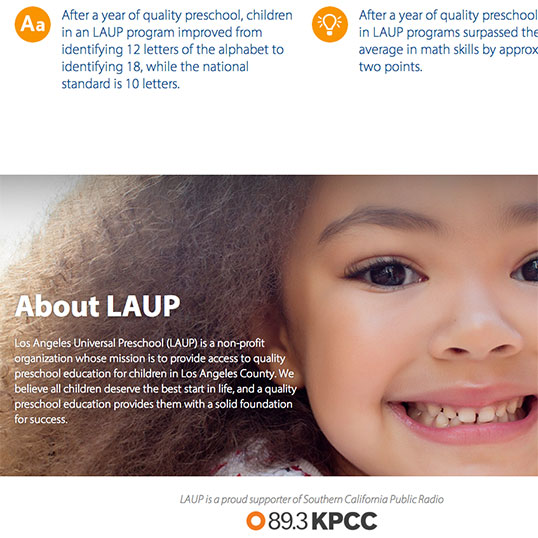 Aa
After a year of quality preschool, children
in an LAUP program improved from
identifying 12 letters of the alphabet to
identifying 18, while the national
standard is 10 letters.
After a year of quality preschool
in LAUP programs surpassed the
average in math skills by approx
two points.
About LAUP
Los Angeles Universal Preschool (LAUP) is a non-profit
organization whose mission is to provide access to quality
preschool education for children in Los Angeles County. We
believe all children deserve the best start in life, and a quality
preschool education provides them with a solid foundation
for success.
LAUP is a proud supporter of Southern California Public Radio
89.3 KPCC